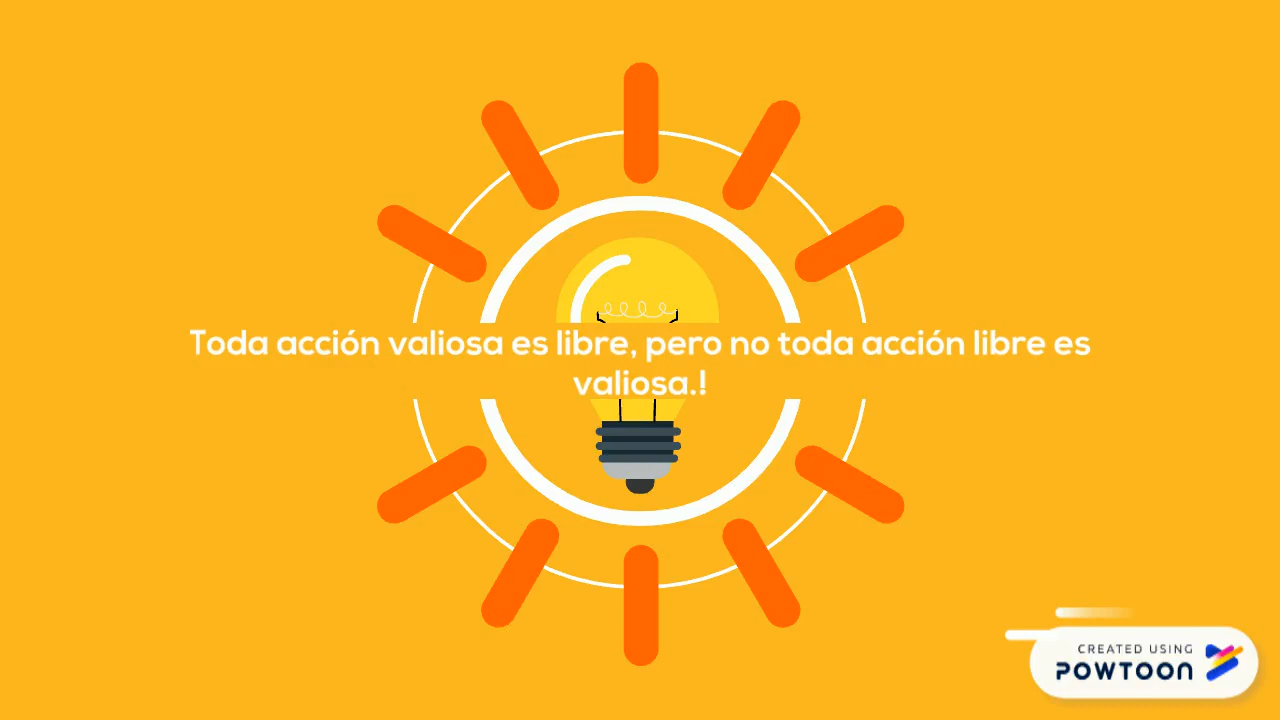 Toda acción valiosa es libre, pero no toda acción libre es
valiosa.!
CREATED USING
POWTOON